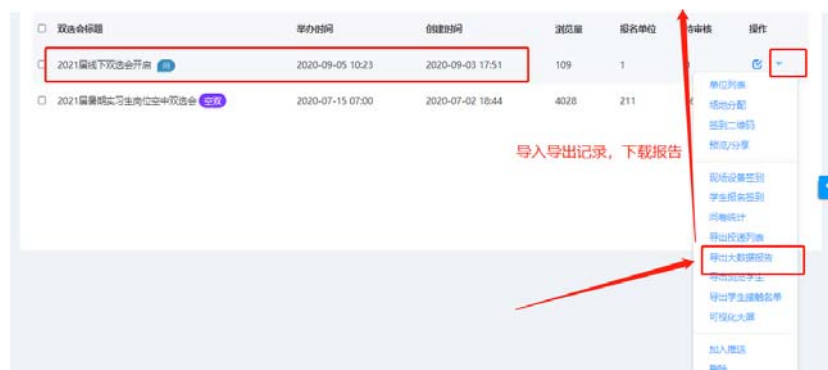 双选会标题 举办时间 创建时间 浏览量 报名单位 待审核 操作
2021届线下双选会开启 2020-09-05 10:23 2020-09-03 17:51 109 1
2021届暑期实习生岗位空中双选会 空双 2020-07-15 07:00 2020-07-02 18:44 4028 211
单位列表
场地分配
签到二维码
预览/分享
导入导出记录，下载报告
现场设备签到
学生报名签到
问卷统计
导出投递列表
导出大数据报告
导出浏览学生
导出学生接触名单
可视化大屏
加入推送
删除